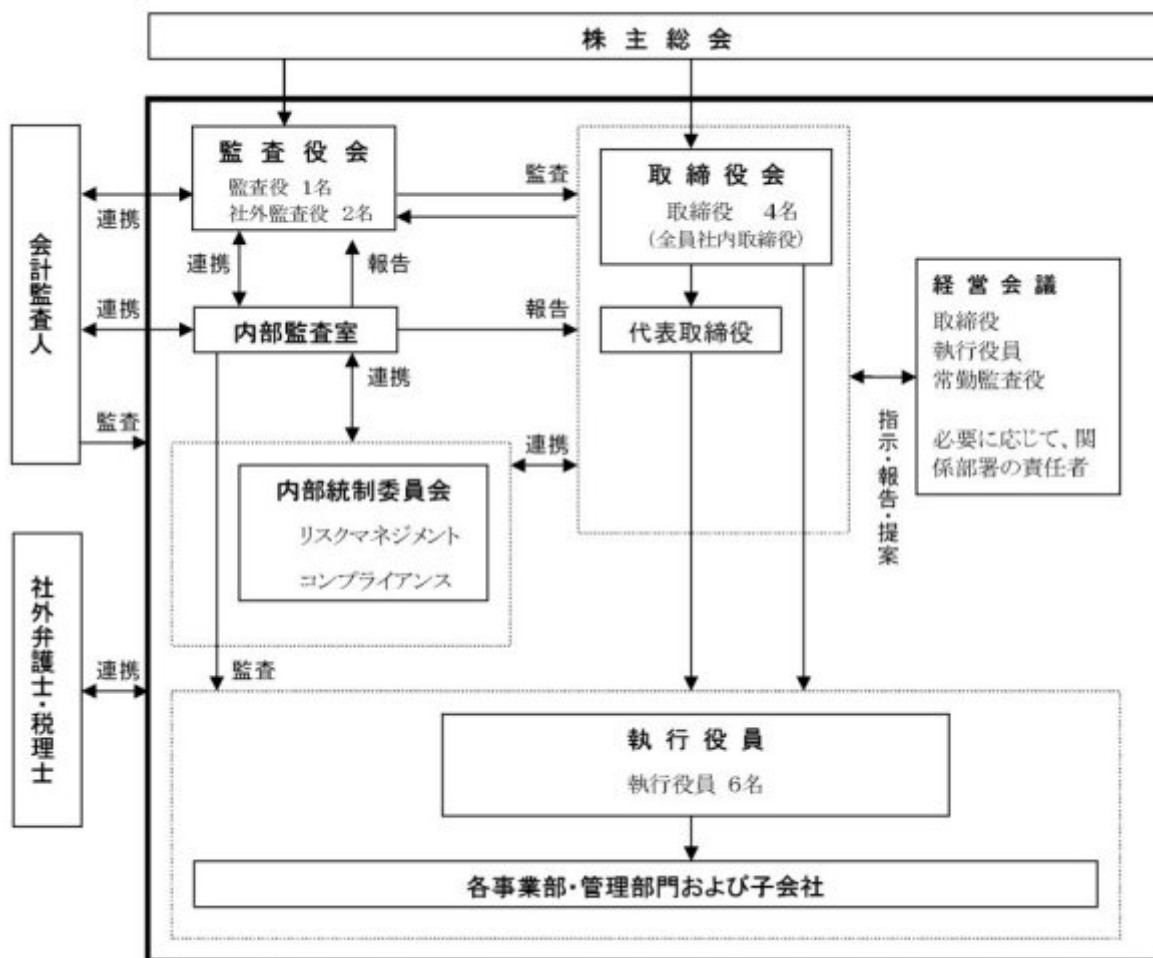 株主総会
監査役会
監査役 1名
社外監査役 2名
監査
取締役会
取締役 4名
(全員社内取締役)
連携
会計監査人
連携
報告
経営会議
取締役
執行役員
常勤監査役
必要に応じて、関
係部署の責任者
連携
内部監査室
報告
代表取締役
連携
監査
連携
指示・報告・提案
内部統制委員会
リスクマネジメント
コンプライアンス
社外弁護士・税理士
連携
監査
執行役員
執行役員 6名
各事業部・管理部門および子会社